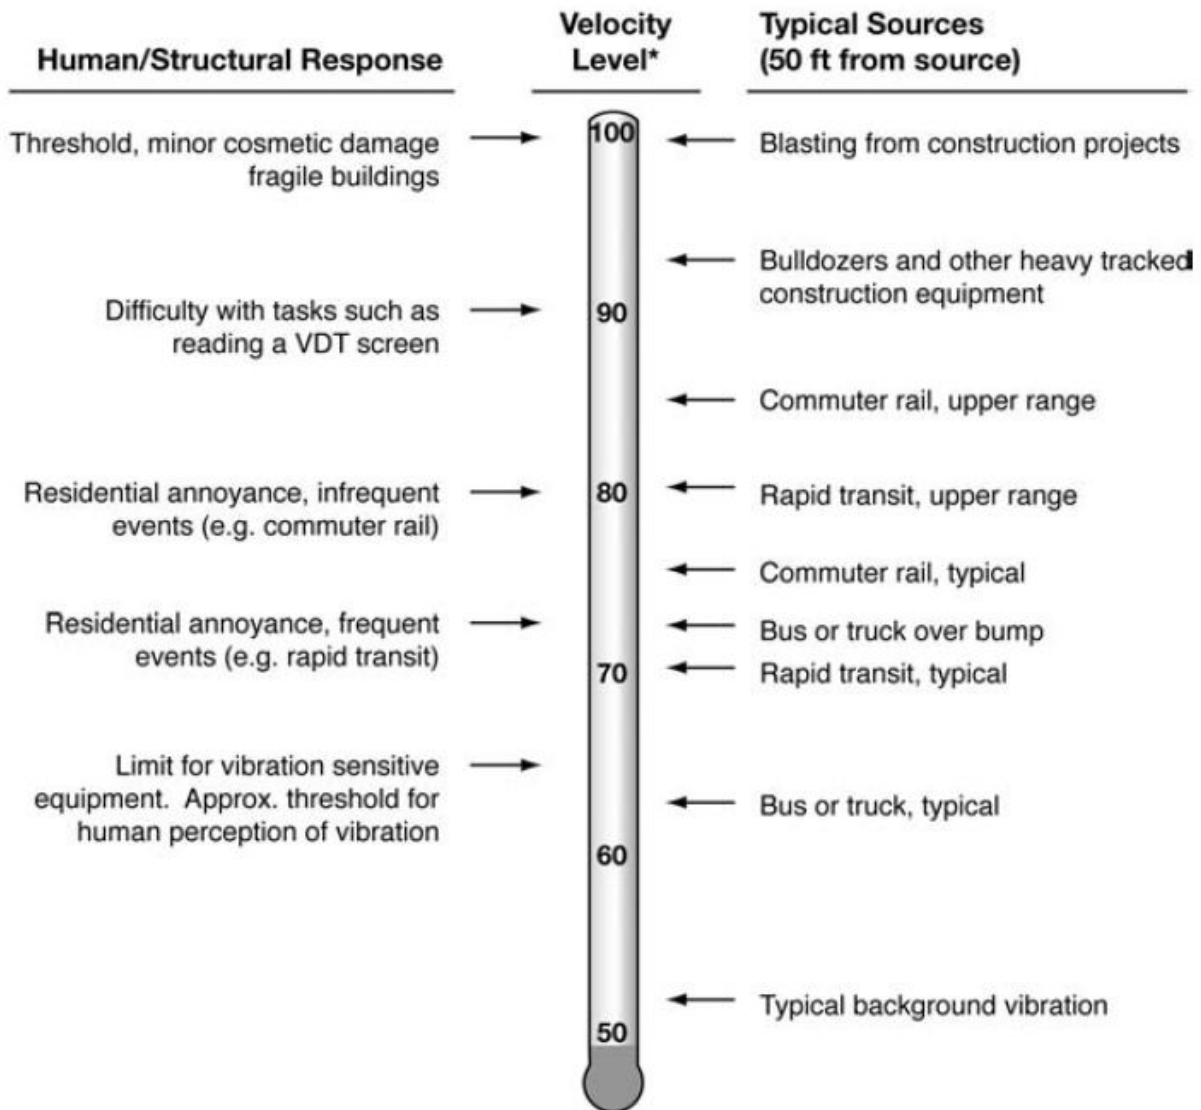 Human/Structural Response
Velocity
Level*
Typical Sources
(50 ft from source)
Threshold, minor cosmetic damage
fragile buildings
100
Blasting from construction projects
Bulldozers and other heavy tracked
construction equipment
Difficulty with tasks such as
reading a VDT screen
90
Commuter rail, upper range
Residential annoyance, infrequent
events (e.g. commuter rail)
80
Rapid transit, upper range
Commuter rail, typical
Residential annoyance, frequent
events (e.g. rapid transit)
Bus or truck over bump
70
Rapid transit, typical
Limit for vibration sensitive
equipment. Approx. threshold for
human perception of vibration
Bus or truck, typical
60
Typical background vibration
50